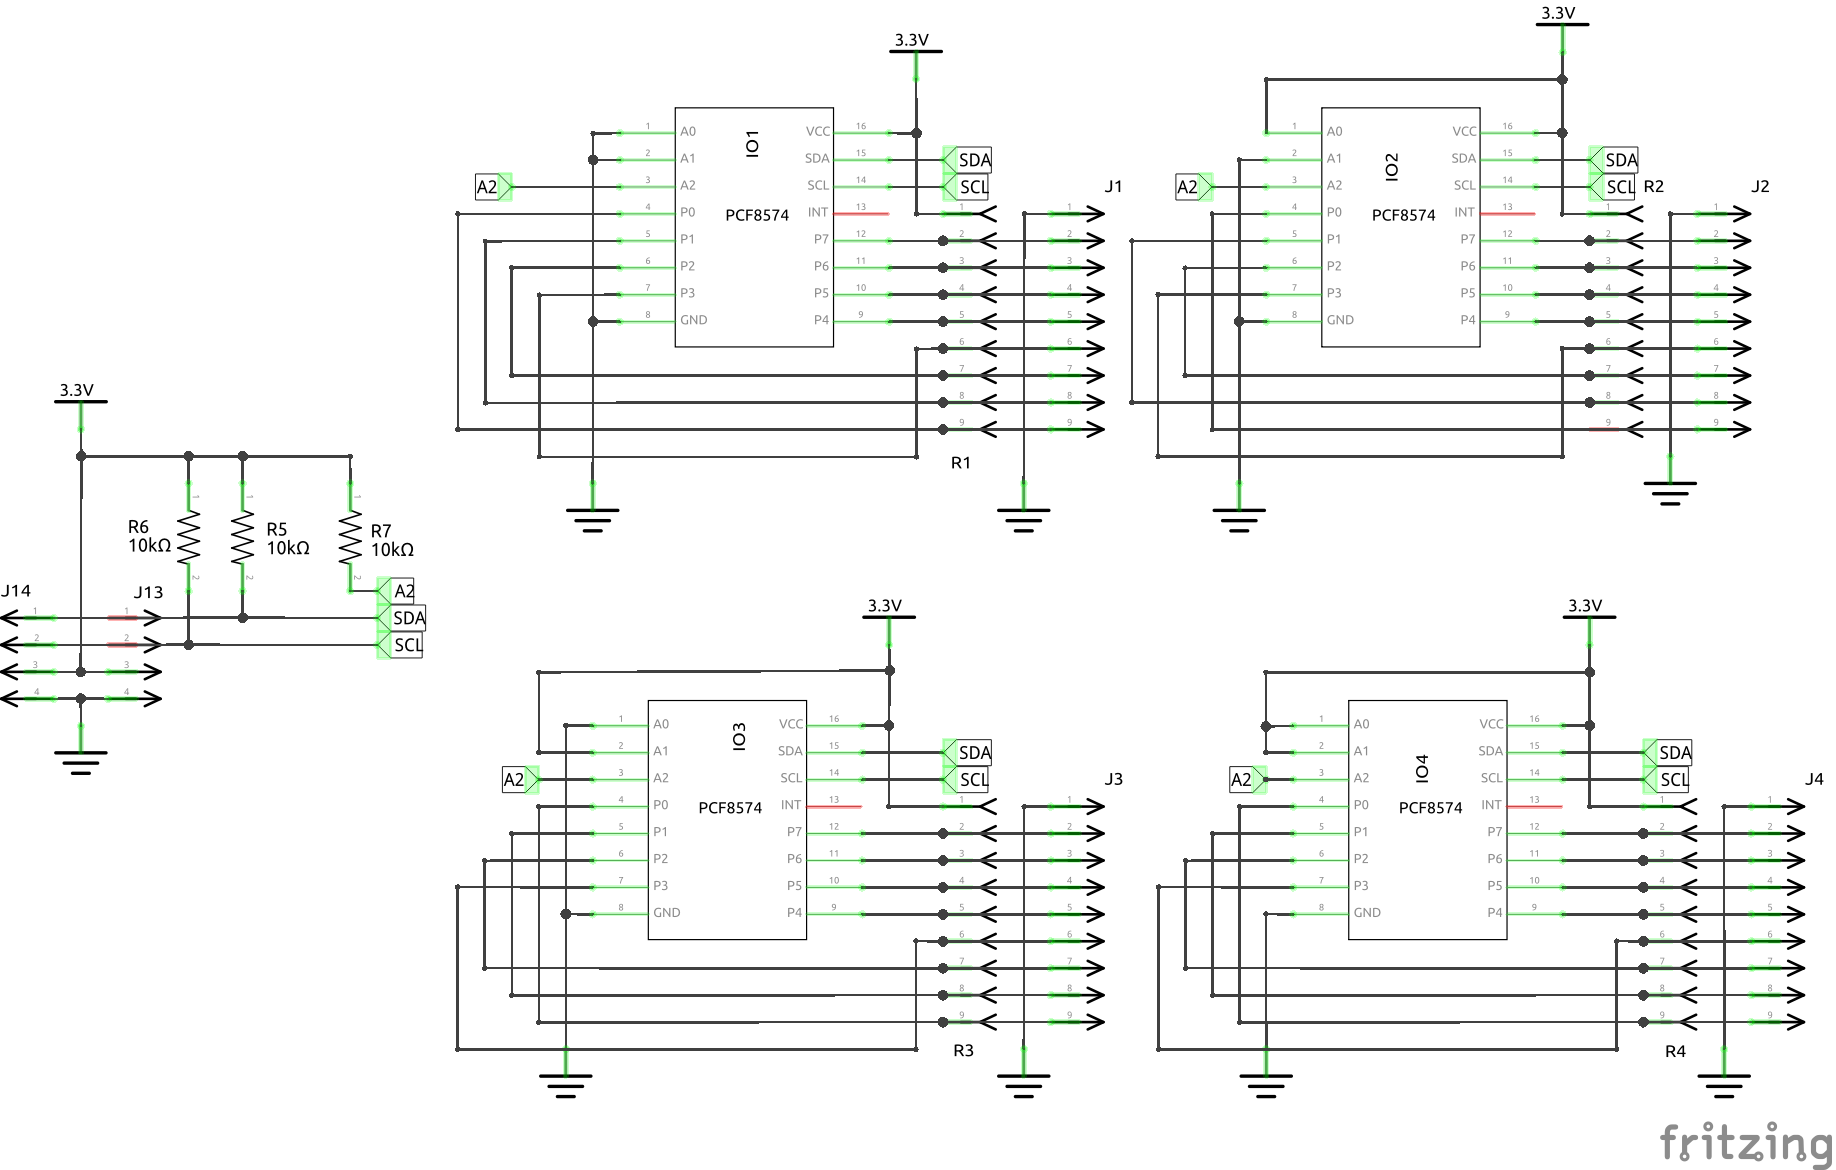 3.3V
IO1
PCF8574
1 A0 VCC 16
2 A1 SDA 15 SDA
A2 3 A2 SCL 14 SCL
4 P0 INT 13 1 1 J1
5 P1 P7 12 2 2
6 P2 P6 11 3 3
7 P3 P5 10 4 4
8 GND P4 9 5 5
6 6
7 7
8 8
9 9
R1
3.3V
IO2
PCF8574
1 A0 VCC 16
2 A1 SDA 15 SDA
A2 3 A2 SCL 14 SCL R2
4 P0 INT 13 1 1 J2
5 P1 P7 12 2 2
6 P2 P6 11 3 3
7 P3 P5 10 4 4
8 GND P4 9 5 5
6 6
7 7
8 8
9 9
3.3V
1 1 1
R6 10kΩ
R5 10kΩ
R7 10kΩ
2 2 2
A2
J14 J13
1 1 SDA
2 2 SCL
3 3
4 4
3.3V
IO3
PCF8574
1 A0 VCC 16
2 A1 SDA 15 SDA
A2 3 A2 SCL 14 SCL
4 P0 INT 13 1 1 J3
5 P1 P7 12 2 2
6 P2 P6 11 3 3
7 P3 P5 10 4 4
8 GND P4 9 5 5
6 6
7 7
8 8
9 9
R3
3.3V
IO4
PCF8574
1 A0 VCC 16
2 A1 SDA 15 SDA
A2 3 A2 SCL 14 SCL
4 P0 INT 13 1 1 J4
5 P1 P7 12 2 2
6 P2 P6 11 3 3
7 P3 P5 10 4 4
8 GND P4 9 5 5
6 6
7 7
8 8
9 9
R4
fritzing